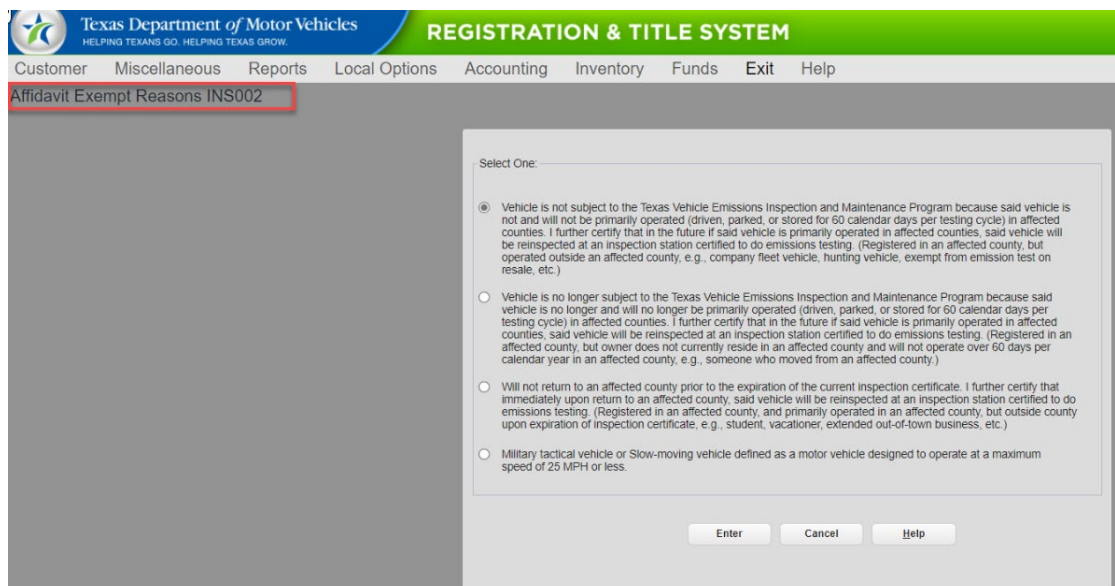 Texas Department of Motor Vehicles
HELPING TEXANS GO. HELPING TEXAS GROW.
REGISTRATION & TITLE SYSTEM
Customer Miscellaneous Reports Local Options Accounting Inventory Funds Exit Help
Affidavit Exempt Reasons INS002
Select One:
Vehicle is not subject to the Texas Vehicle Emissions Inspection and Maintenance Program because said vehicle is
not and will not be primarily operated (driven, parked, or stored for 60 calendar days per testing cycle) in affected
counties. I further certify that in the future if said vehicle is primarily operated in affected counties, said vehicle will
be reinspected at an inspection station certified to do emissions testing. (Registered in an affected county, but
operated outside an affected county, e.g., company fleet vehicle, hunting vehicle, exempt from emission test on
resale, etc.)
Vehicle is no longer subject to the Texas Vehicle Emissions Inspection and Maintenance Program because said
vehicle is no longer and will no longer be primarily operated (driven, parked, or stored for 60 calendar days per
testing cycle) in affected counties. I further certify that in the future if said vehicle is primarily operated in affected
counties, said vehicle will be reinspected at an inspection station certified to do emissions testing. (Registered in an
affected county, but owner does not currently reside in an affected county and will not operate over 60 days per
calendar year in an affected county, e.g., someone who moved from an affected county.)
Will not return to an affected county prior to the expiration of the current inspection certificate. I further certify that
immediately upon return to an affected county, said vehicle will be reinspected at an inspection station certified to do
emissions testing. (Registered in an affected county, and primarily operated in an affected county, but outside county
upon expiration of inspection certificate, e.g., student, vacationer, extended out-of-town business, etc.)
Military tactical vehicle or Slow-moving vehicle defined as a motor vehicle designed to operate at a maximum
speed of 25 MPH or less.
Enter Cancel Help